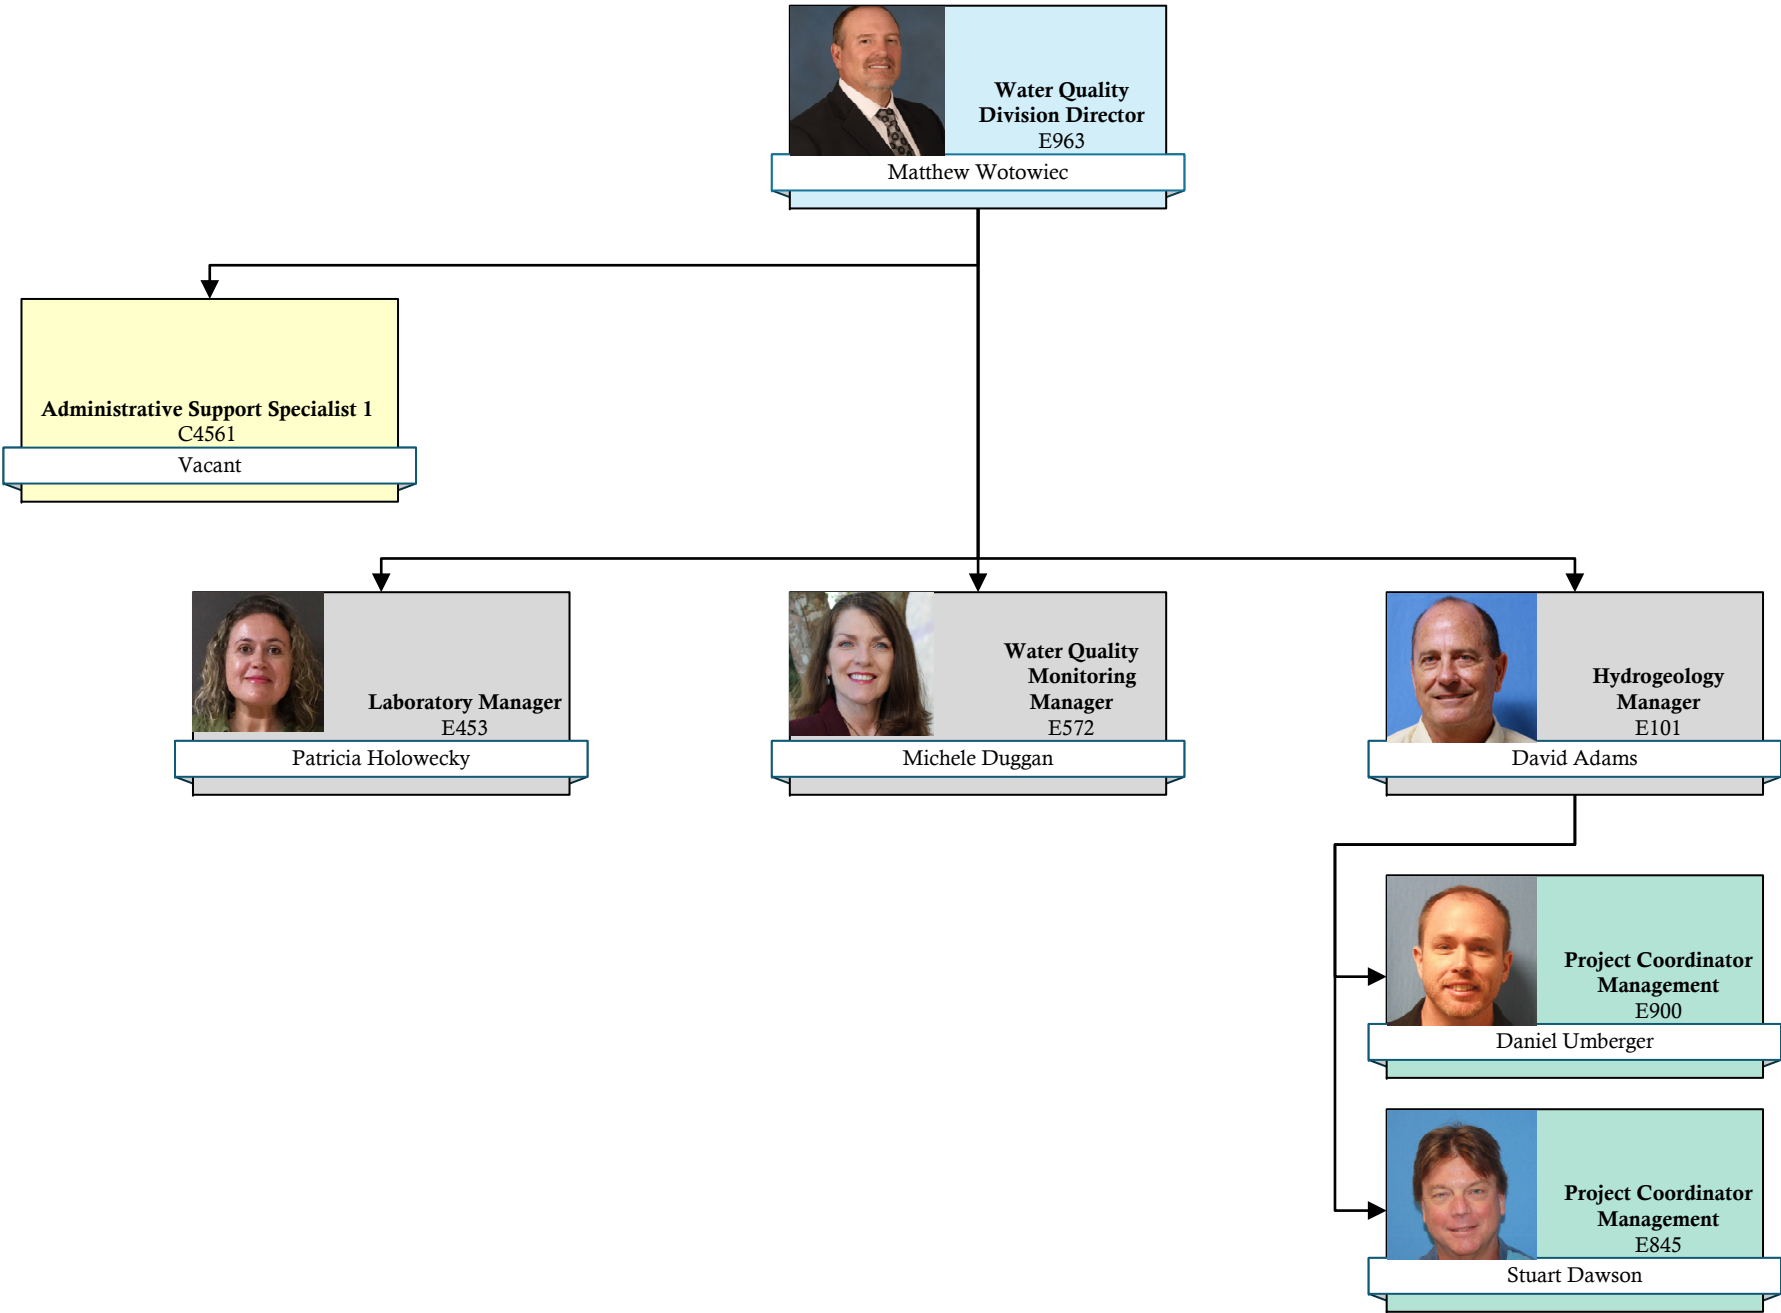 Water Quality
Division Director
E963
Matthew Wotowiec
Administrative Support Specialist 1
C4561
Vacant
Laboratory Manager
E453
Patricia Holowecky
Water Quality
Monitoring
Manager
E572
Michele Duggan
Hydrogeology
Manager
E101
David Adams
Project Coordinator
Management
E900
Daniel Umberger
Project Coordinator
Management
E845
Stuart Dawson